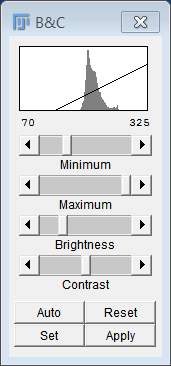 B&C
70 325
Minimum
Maximum
Brightness
Contrast
Auto Reset
Set Apply